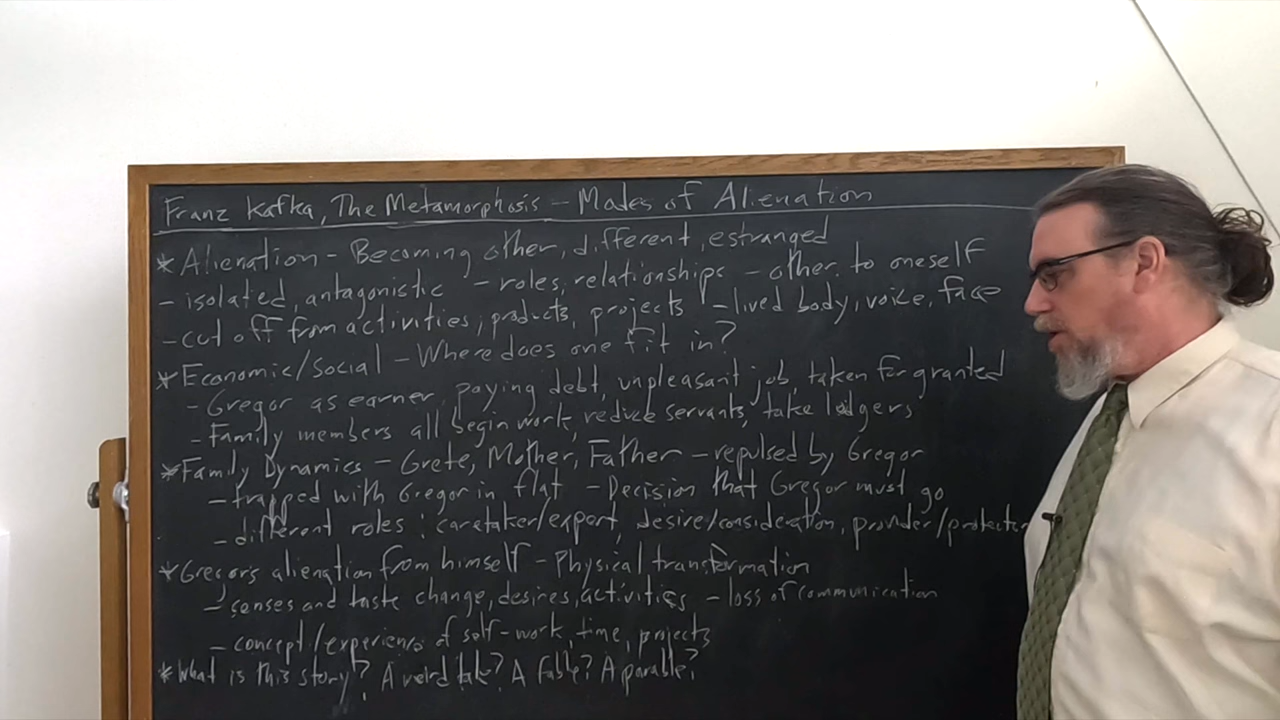 Franz Kafka, The Metamorphosis - Modes of Alienation
* Alienation - Becoming other, different, estranged
- isolated, antagonistic - roles, relationships - other to oneself
- cut off from activities, products, projects - lived body, voice, face
* Economic/Social - Where does one fit in?
- Gregor as earner, paying debt, unpleasant job, taken for granted
- Family members all begin work, reduce servants, take lodgers
* Family Dynamics - Grete, Mother, Father - repulsed by Gregor
- trapped with Gregor in flat - Decision that Gregor must go
- different roles: caretaker/expert, desire/consideration, provider/protector
* Gregor's alienation from himself - Physical transformation
- senses and taste change, desires, activities - loss of communication
- concept/experience of self - work, time, projects
* What is this story? A weird tale? A fable? A parable?